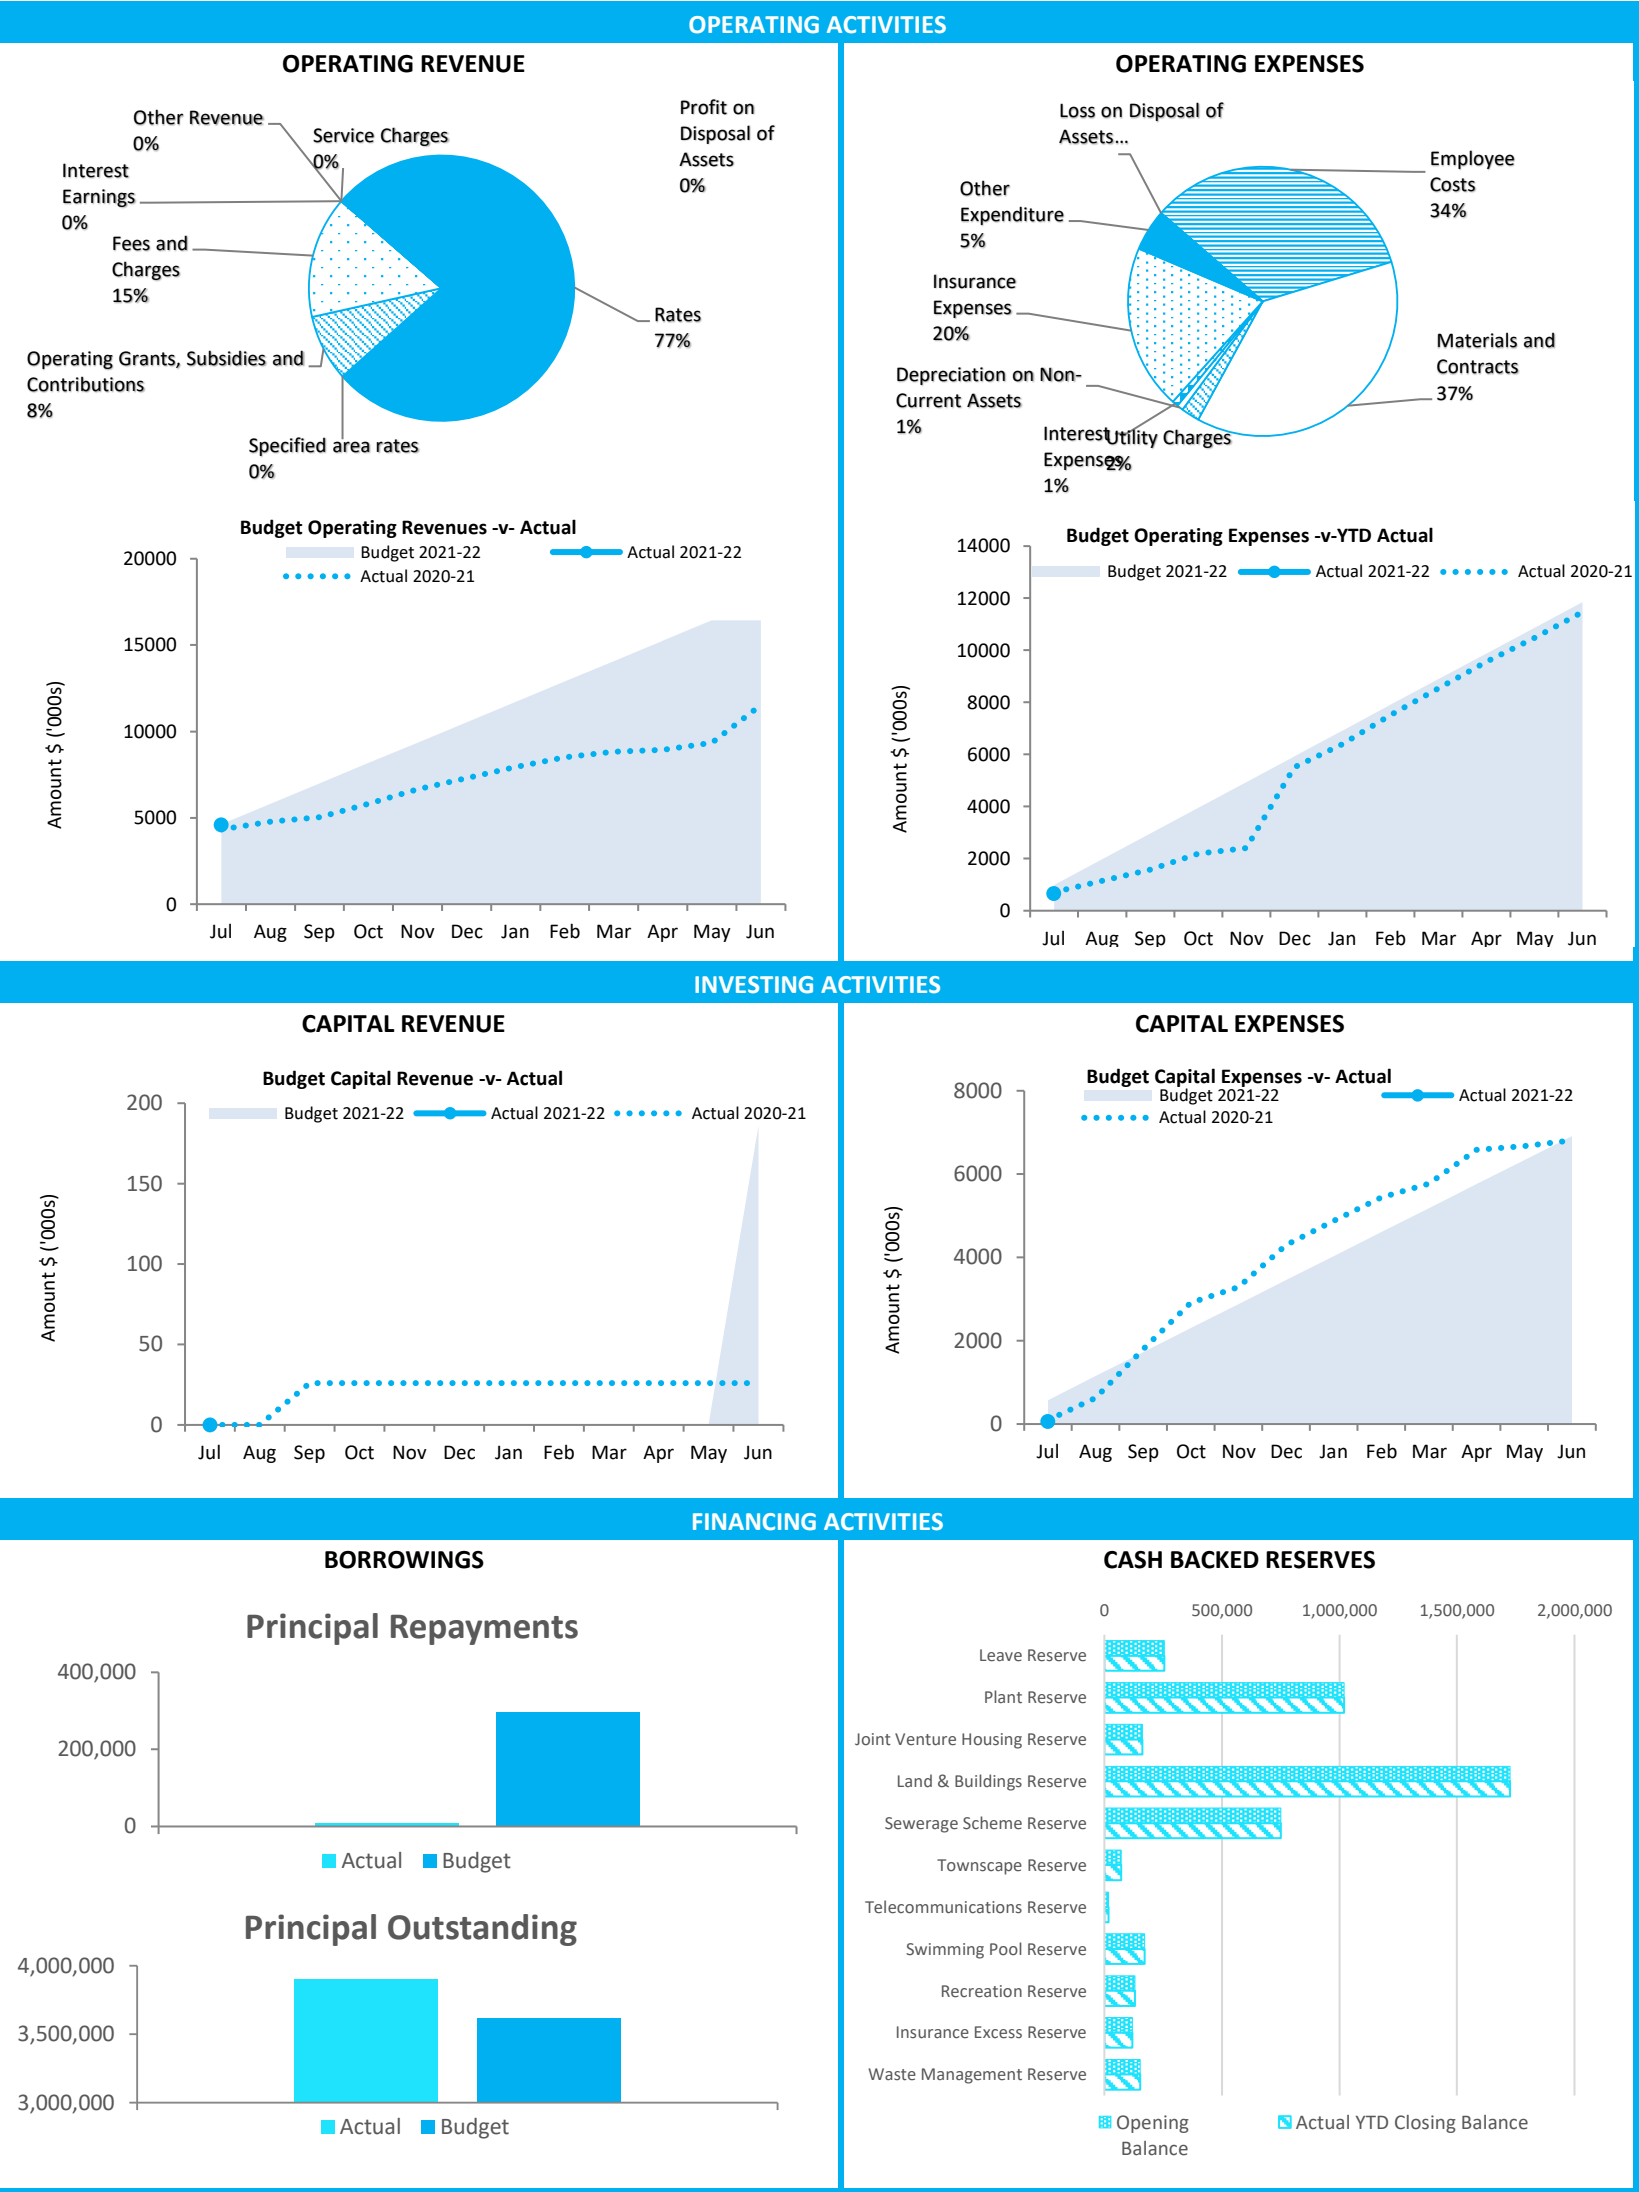 OPERATING ACTIVITIES
OPERATING REVENUE
Other Revenue
0%
Service Charges
0%
Profit on
Disposal of
Assets
0%
Interest
Earnings
0%
Fees and
Charges
15%
Rates
77%
Operating Grants, Subsidies and
Contributions
8%
Specified area rates
0%
OPERATING EXPENSES
Loss on Disposal of
Assets...
Employee
Costs
34%
Other
Expenditure
5%
Insurance
Expenses
20%
Materials and
Contracts
37%
Depreciation on Non-
Current Assets
1%
Interest
Expenses
1%
Utility Charges
2%
Budget Operating Revenues -v- Actual
Budget 2021-22
Actual 2021-22
Actual 2020-21
20000
15000
10000
5000
0
Amount $ ('000s)
Jul Aug Sep Oct Nov Dec Jan Feb Mar Apr May Jun
Budget Operating Expenses -v-YTD Actual
Budget 2021-22
Actual 2021-22
Actual 2020-21
14000
12000
10000
8000
6000
4000
2000
0
Amount $ ('000s)
Jul Aug Sep Oct Nov Dec Jan Feb Mar Apr May Jun
INVESTING ACTIVITIES
CAPITAL REVENUE
Budget Capital Revenue -v- Actual
Budget 2021-22
Actual 2021-22
Actual 2020-21
200
150
100
50
0
Amount $ ('000s)
Jul Aug Sep Oct Nov Dec Jan Feb Mar Apr May Jun
CAPITAL EXPENSES
Budget Capital Expenses -v- Actual
Budget 2021-22
Actual 2021-22
Actual 2020-21
8000
6000
4000
2000
0
Amount $ ('000s)
Jul Aug Sep Oct Nov Dec Jan Feb Mar Apr May Jun
FINANCING ACTIVITIES
BORROWINGS
Principal Repayments
400,000
200,000
0
Actual
Budget
Principal Outstanding
4,000,000
3,500,000
3,000,000
Actual
Budget
CASH BACKED RESERVES
0 500,000 1,000,000 1,500,000 2,000,000
Leave Reserve
Plant Reserve
Joint Venture Housing Reserve
Land & Buildings Reserve
Sewerage Scheme Reserve
Townscape Reserve
Telecommunications Reserve
Swimming Pool Reserve
Recreation Reserve
Insurance Excess Reserve
Waste Management Reserve
Opening
Balance
Actual YTD Closing Balance